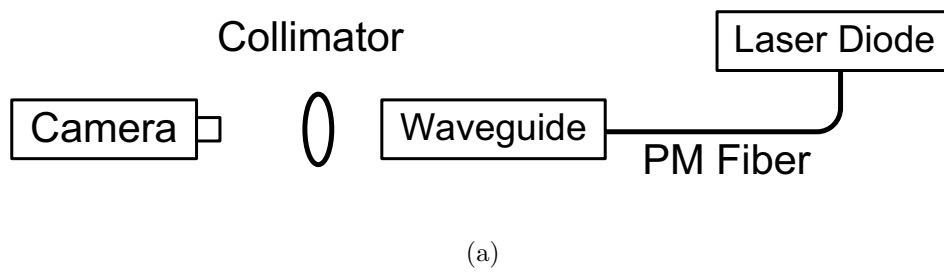 Collimator
Laser Diode
Camera
Waveguide
PM Fiber
(a)